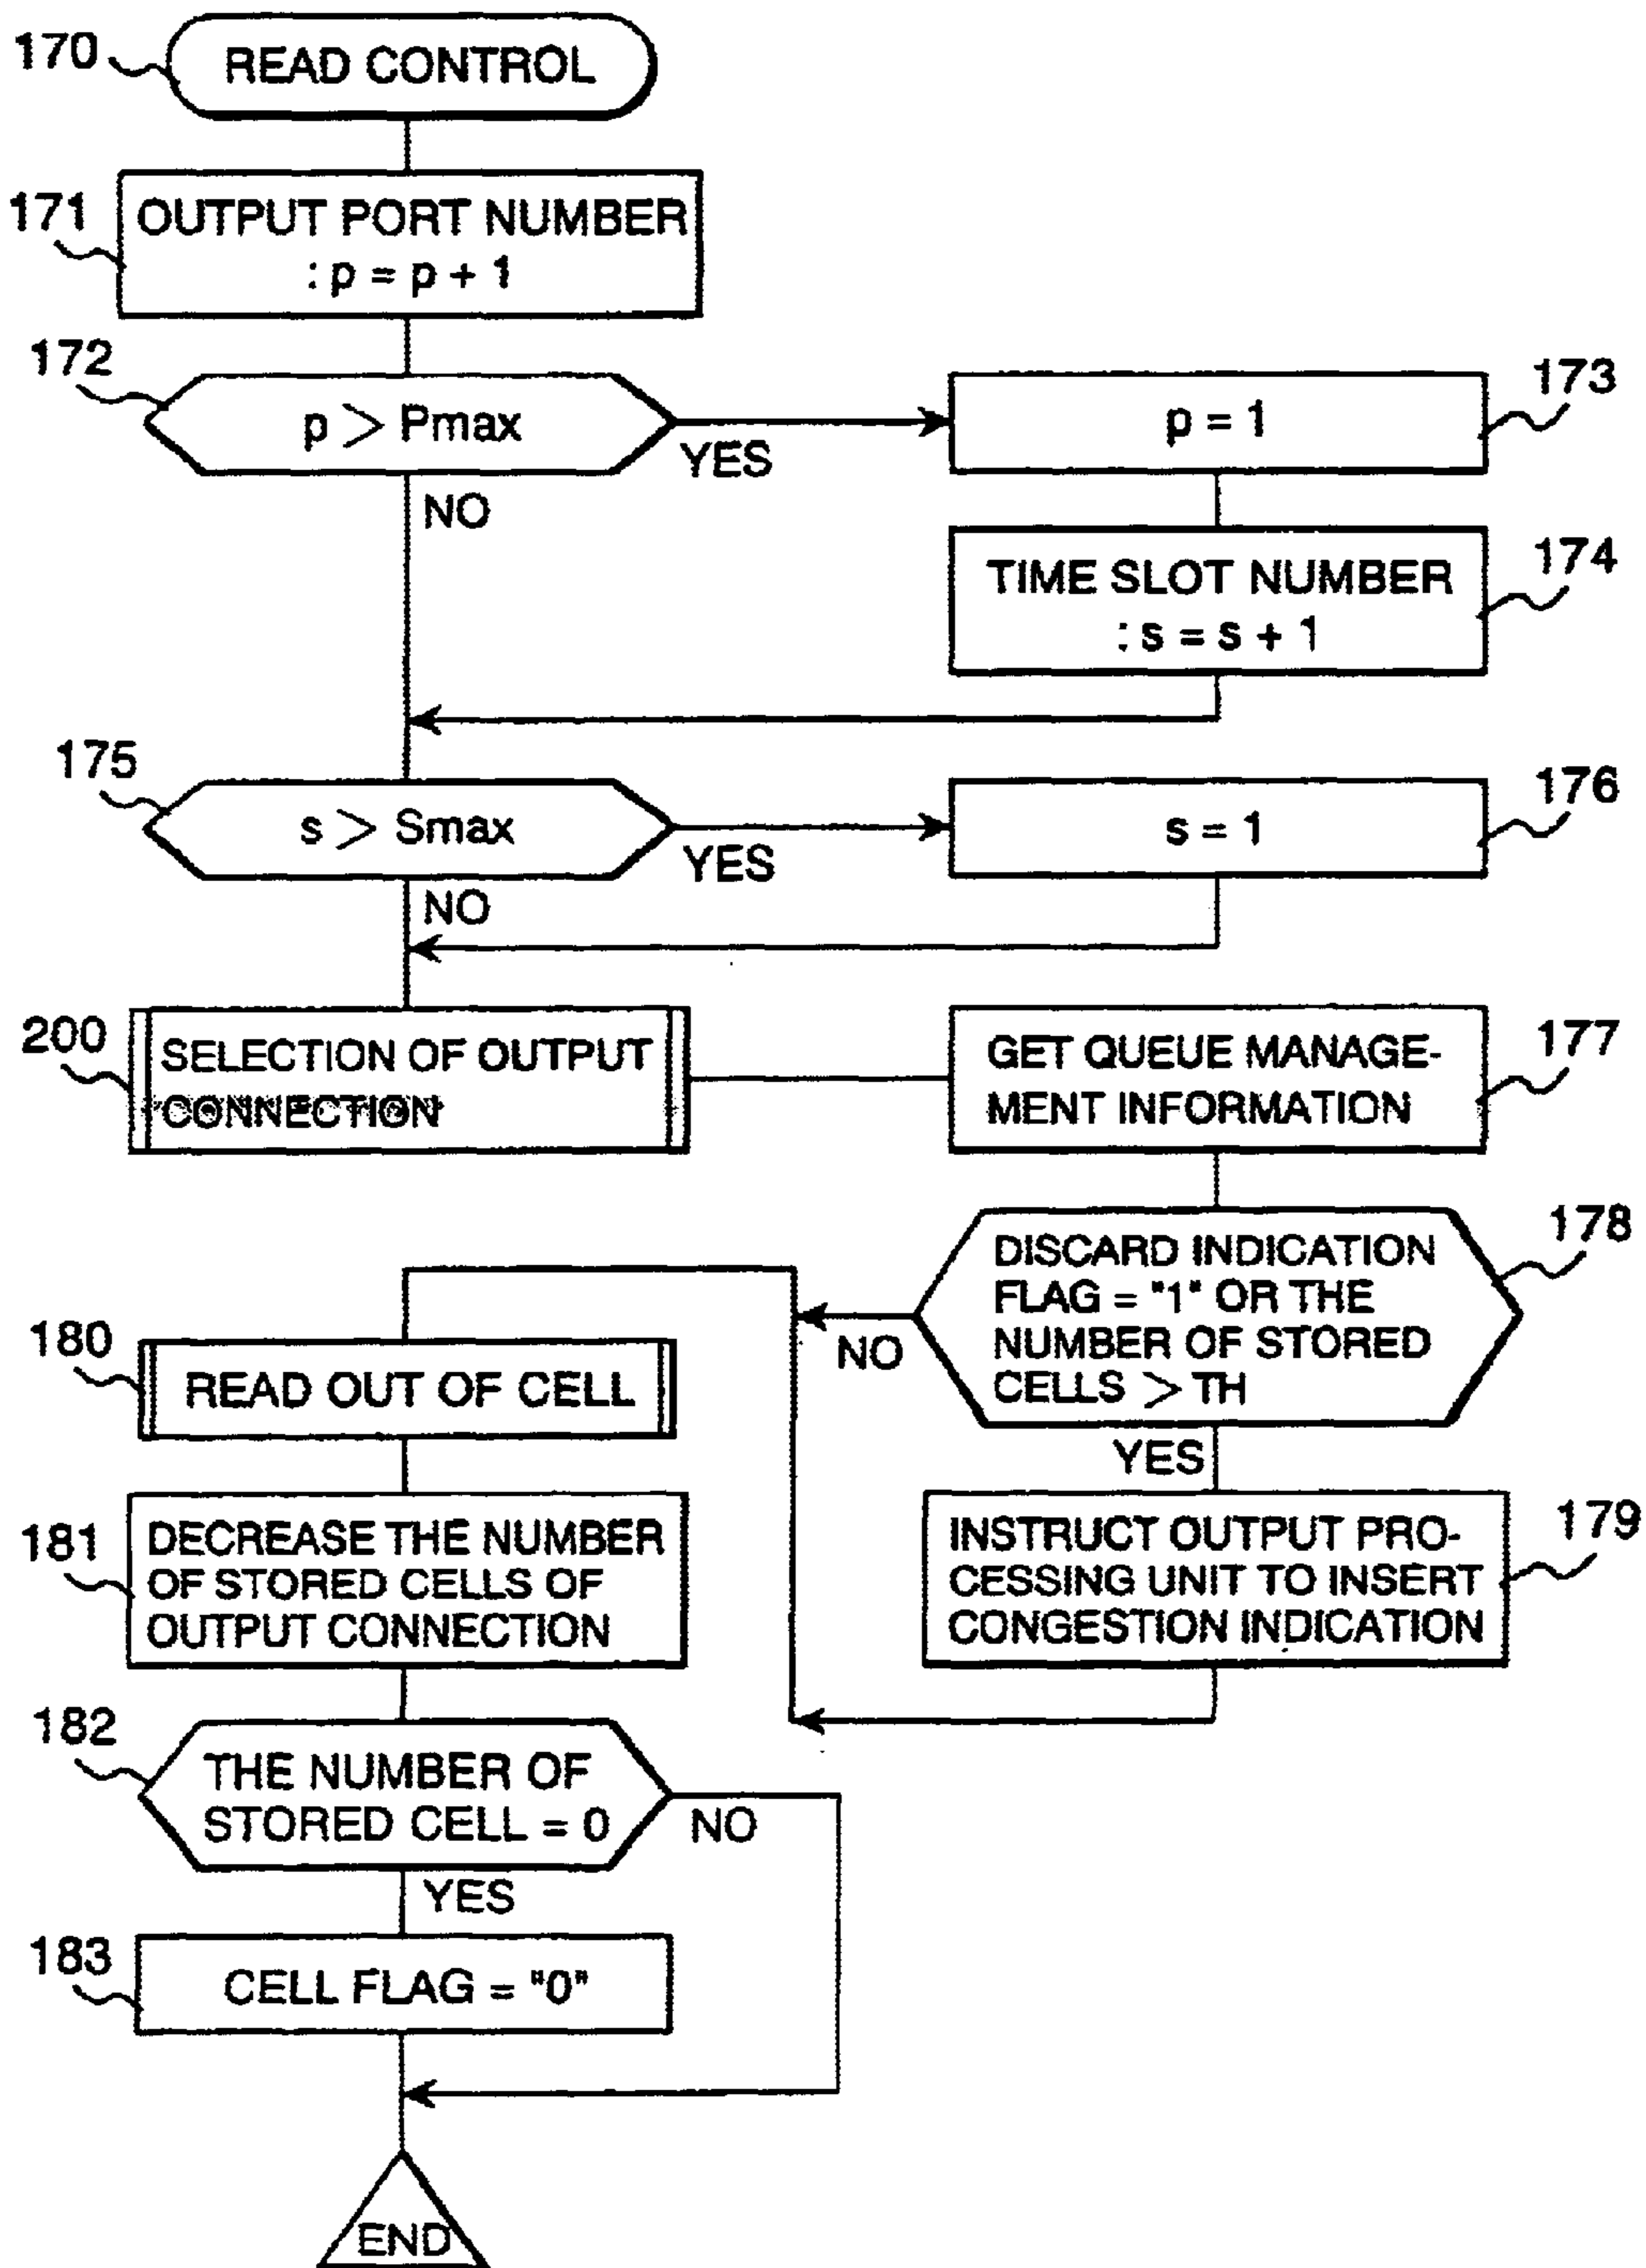 170
READ CONTROL
171
OUTPUT PORT NUMBER
: p = p + 1
172
p > Pmax
YES
NO
173
p = 1
174
TIME SLOT NUMBER
: s = s + 1
175
s > Smax
YES
NO
176
s = 1
200
SELECTION OF OUTPUT
CONNECTION
177
GET QUEUE MANAGE-
MENT INFORMATION
178
DISCARD INDICATION
FLAG = "1" OR THE
NUMBER OF STORED
CELLS > TH
NO
YES
179
INSTRUCT OUTPUT PRO-
CESSING UNIT TO INSERT
CONGESTION INDICATION
180
READ OUT OF CELL
181
DECREASE THE NUMBER
OF STORED CELLS OF
OUTPUT CONNECTION
182
THE NUMBER OF
STORED CELL = 0
NO
YES
183
CELL FLAG = "0"
END